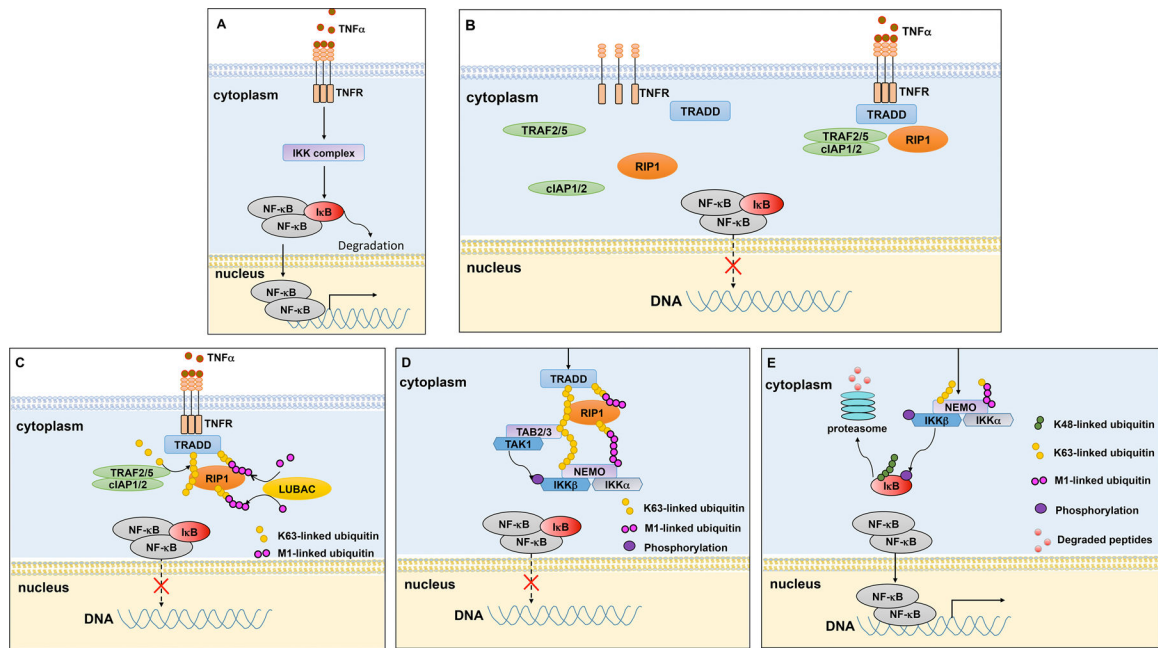 A
TNFα
cytoplasm
TNFR
IKK complex
NF-κB
IκB
NF-κB
Degradation
nucleus
NF-κB
NF-κB
B
TNFα
cytoplasm
TNFR
TRADD
TNFR
TRADD
TRAF2/5
TRAF2/5
cIAP1/2
RIP1
RIP1
cIAP1/2
NF-κB
IκB
NF-κB
nucleus
DNA
C
TNFα
cytoplasm
TNFR
TRADD
TRAF2/5
cIAP1/2
RIP1
LUBAC
NF-κB
IκB
NF-κB
K63-linked ubiquitin
M1-linked ubiquitin
nucleus
DNA
D
cytoplasm
TRADD
RIP1
TAB2/3
TAK1
NEMO
IKKβ
IKKα
NF-κB
IκB
NF-κB
K63-linked ubiquitin
M1-linked ubiquitin
Phosphorylation
nucleus
DNA
E
cytoplasm
proteasome
NEMO
IKKβ
IKKα
IκB
K48-linked ubiquitin
K63-linked ubiquitin
M1-linked ubiquitin
Phosphorylation
Degraded peptides
NF-κB
NF-κB
nucleus
NF-κB
NF-κB
DNA